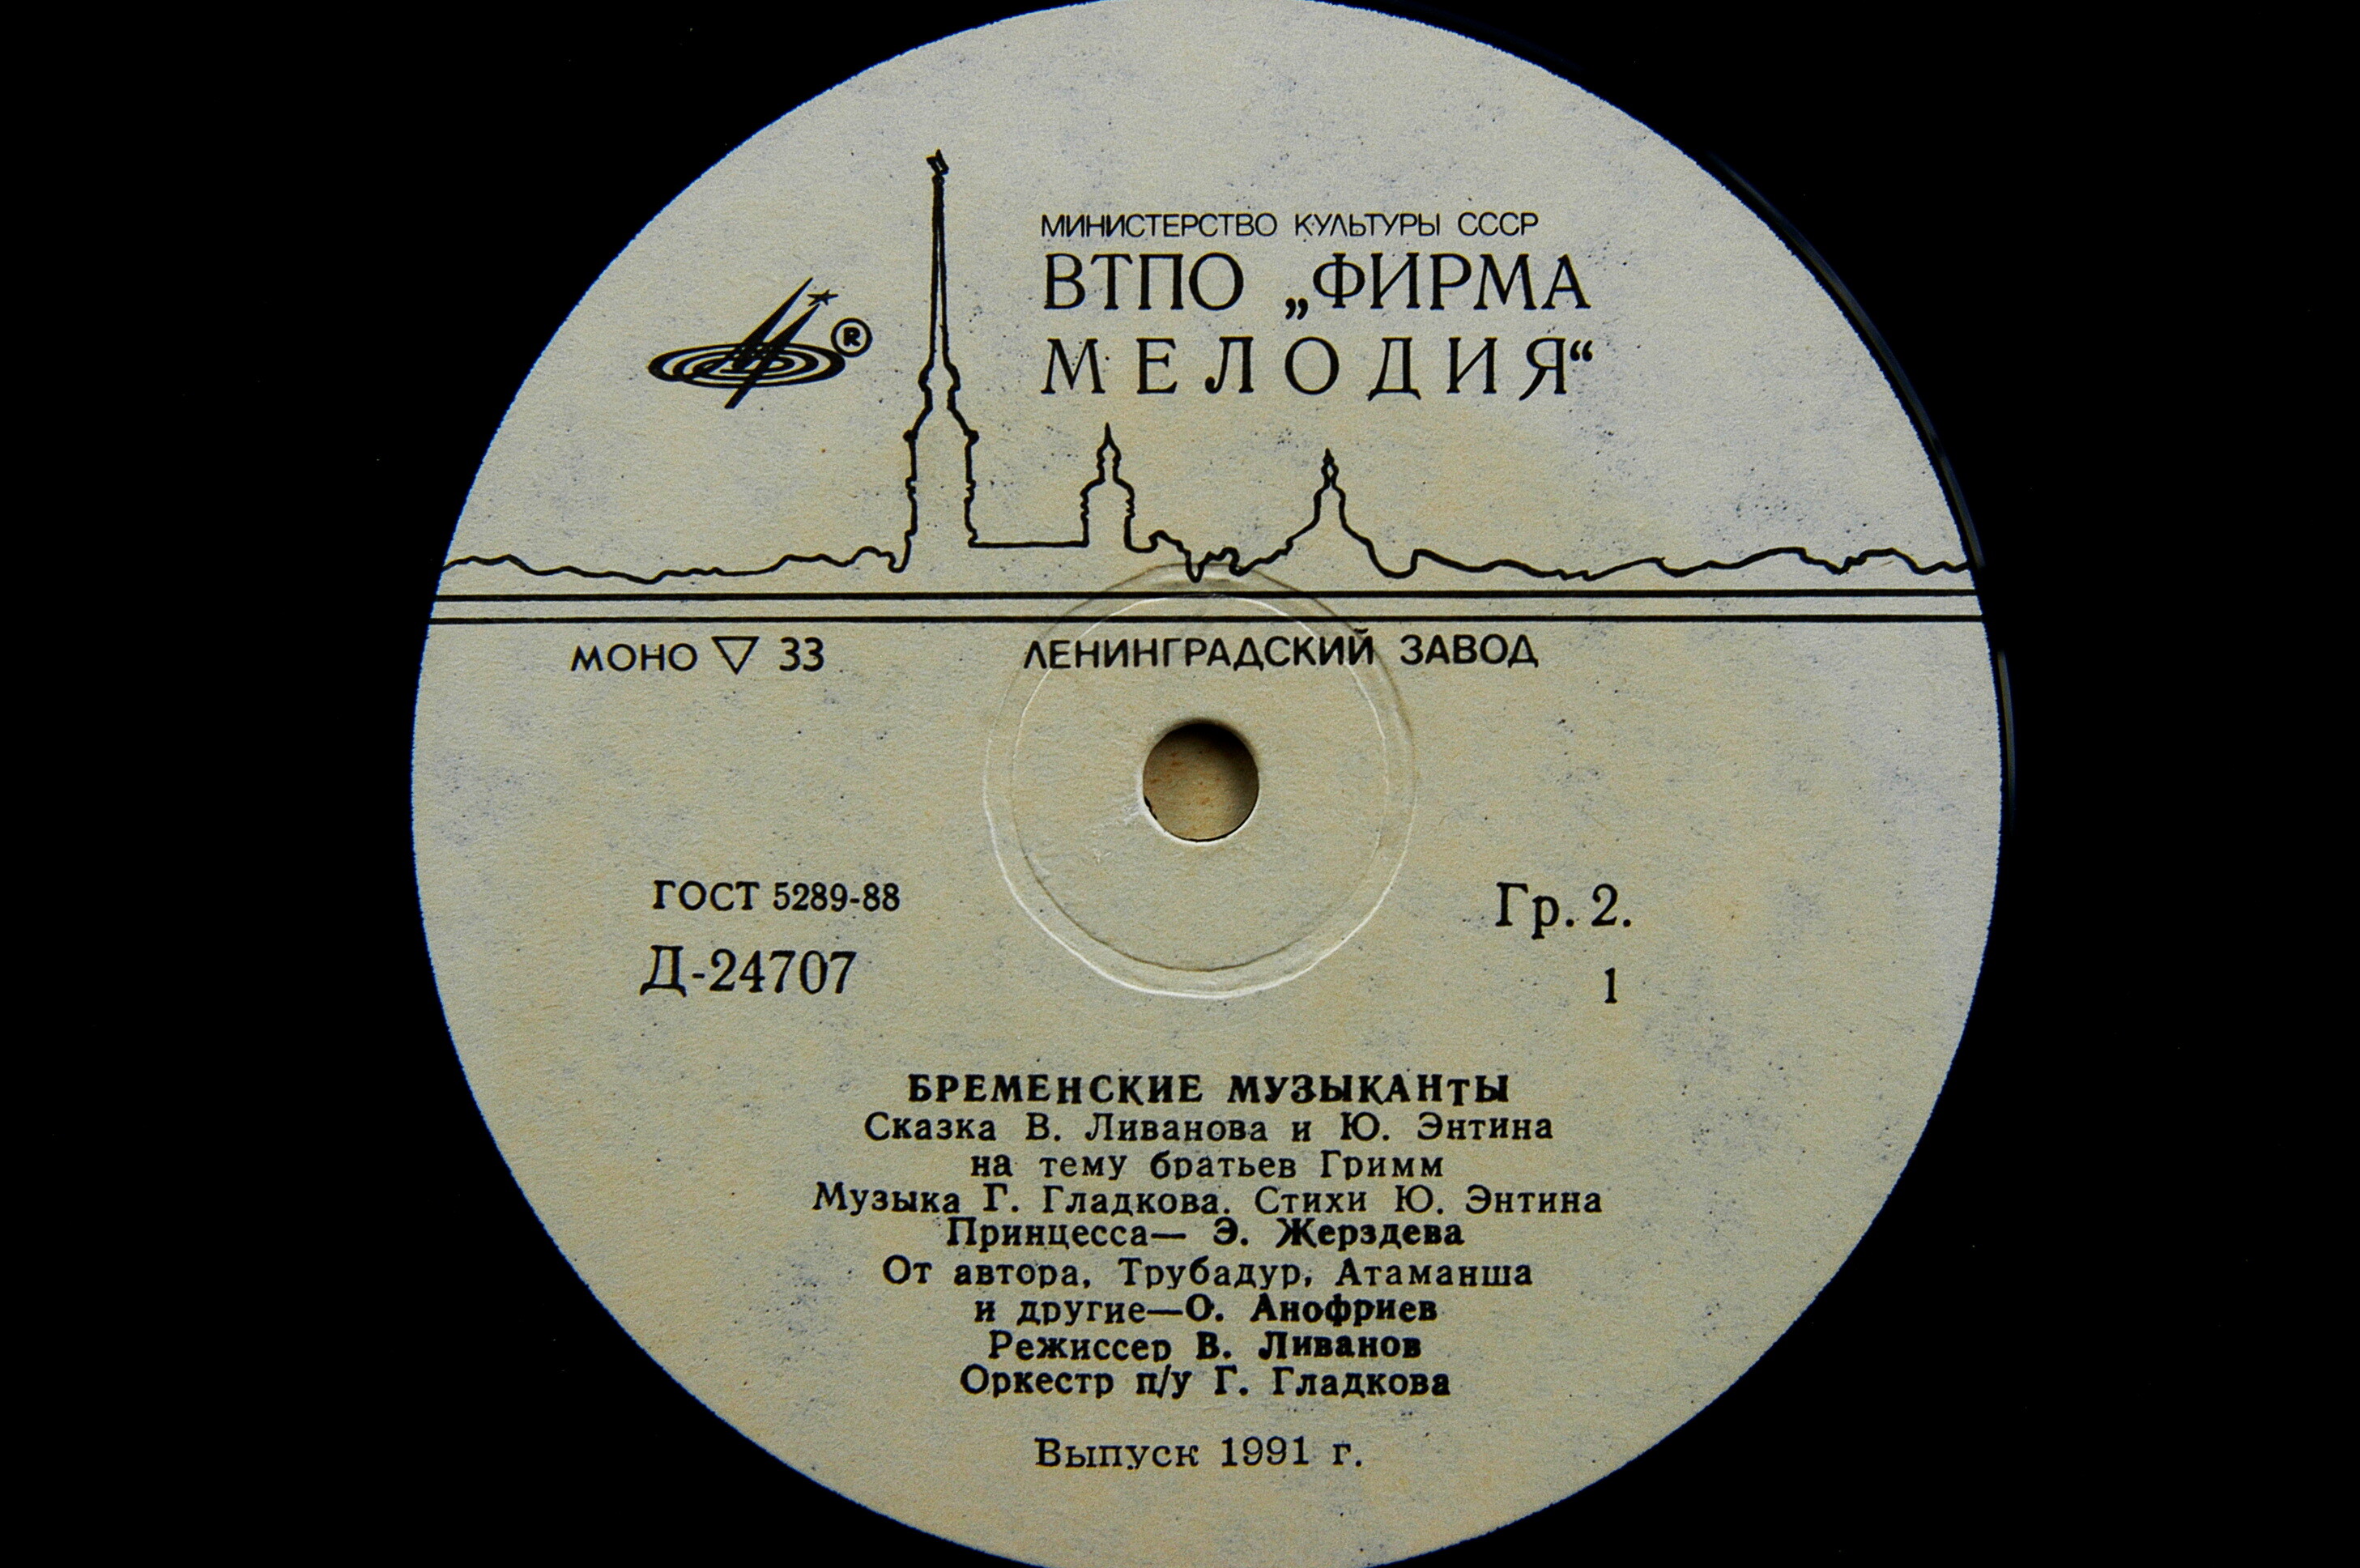 МИНИСТЕРСТВО КУЛЬТУРЫ СССР
ВТПО „ФИРМА
МЕЛОДИЯ“
®
МОНО ▽ 33
ЛЕНИНГРАДСКИЙ ЗАВОД
ГОСТ 5289-88
Гр. 2.
Д-24707
1
БРЕМЕНСКИЕ МУЗЫКАНТЫ
Сказка В. Ливанова и Ю. Энтина
на тему братьев Гримм
Музыка Г. Гладкова. Стихи Ю. Энтина
Принцесса— Э. Жерздева
От автора, Трубадур, Атаманша
и другие—О. Анофриев
Режиссер В. Ливанов
Оркестр п/у Г. Гладкова
Выпуск 1991 г.